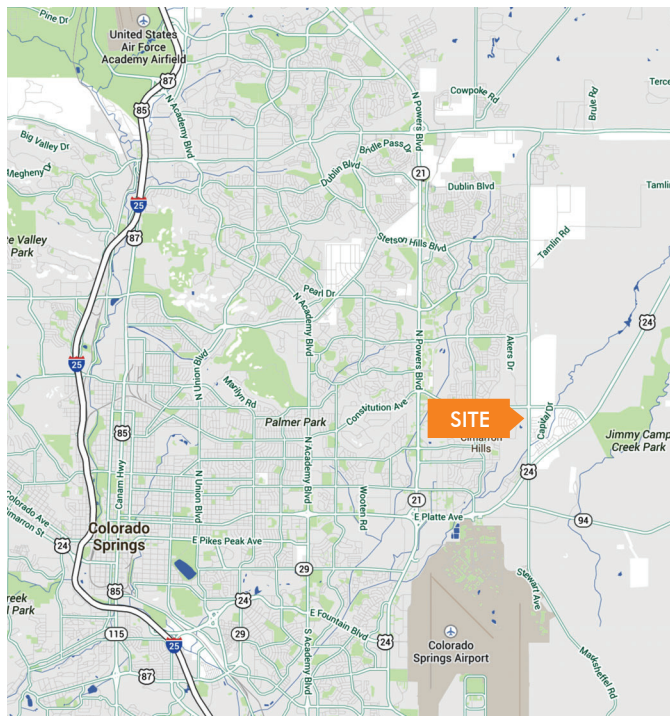 Pine Dr
United States
Air Force
Academy Airfield
87
85
N Academy Blvd
Cowpoke Rd
Brule Rd
Terce
N Powers Blvd
Big Valley Dr
Bridle Pass Dr
Dublin Blvd
Megheny Dr
21
Dublin Blvd
Tamlin
25
87
e Valley
Park
Stetson Hills Blvd
Tamlin Rd
Pearl Dr
N Academy Blvd
24
25
N Union Blvd
N Powers Blvd
Akers Dr
Marilyn Rd
Constitution Ave
SITE
Capital Dr
85
Palmer Park
Cimarron
Hills
Jimmy Camp
Creek Park
Canam Hwy
N Union Blvd
N Academy Blvd
24
Wooten Rd
21
E Platte Ave
94
Colorado Ave
Cimarron St
24
Colorado
Springs
E Pikes Peak Ave
29
Stewart Ave
85
24
reek
l Park
E Fountain Blvd
115
29
24
25
S Academy Blvd
Colorado
Springs Airport
Marksheffel Rd
87